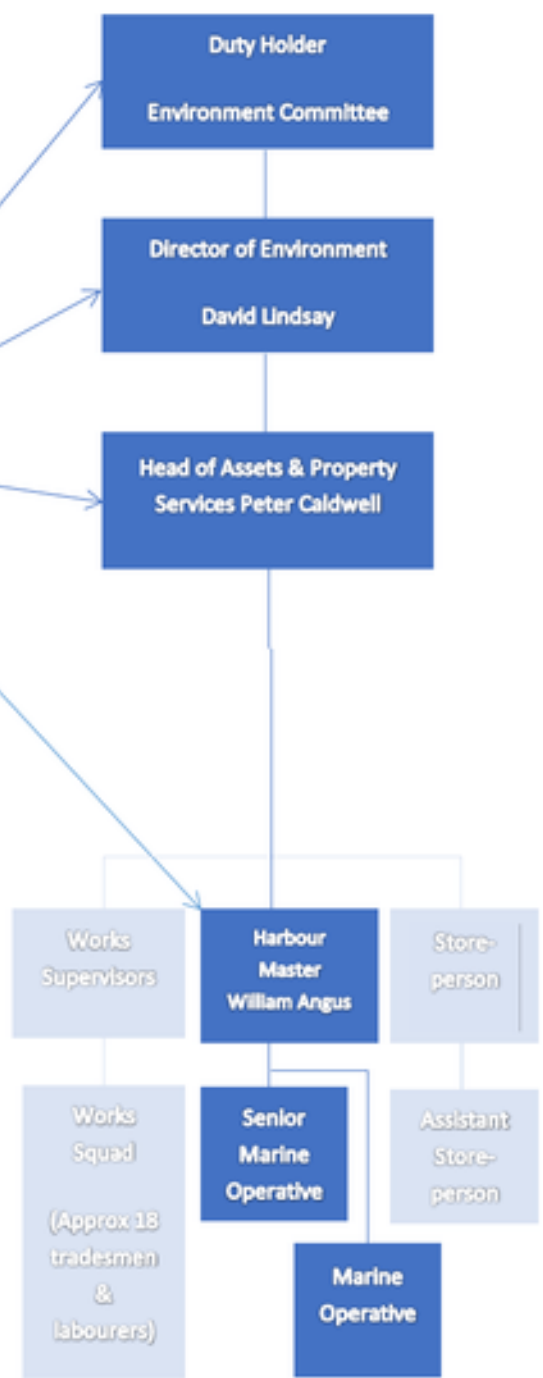 Duty Holder
Environment Committee
Director of Environment
David Lindsay
Head of Assets & Property
Services Peter Caldwell
Works
Supervisors
Harbour
Master
William Angus
Store-
person
Works
Squad
(Approx 18
tradesmen
&
labourers)
Senior
Marine
Operative
Assistant
Store-
person
Marine
Operative